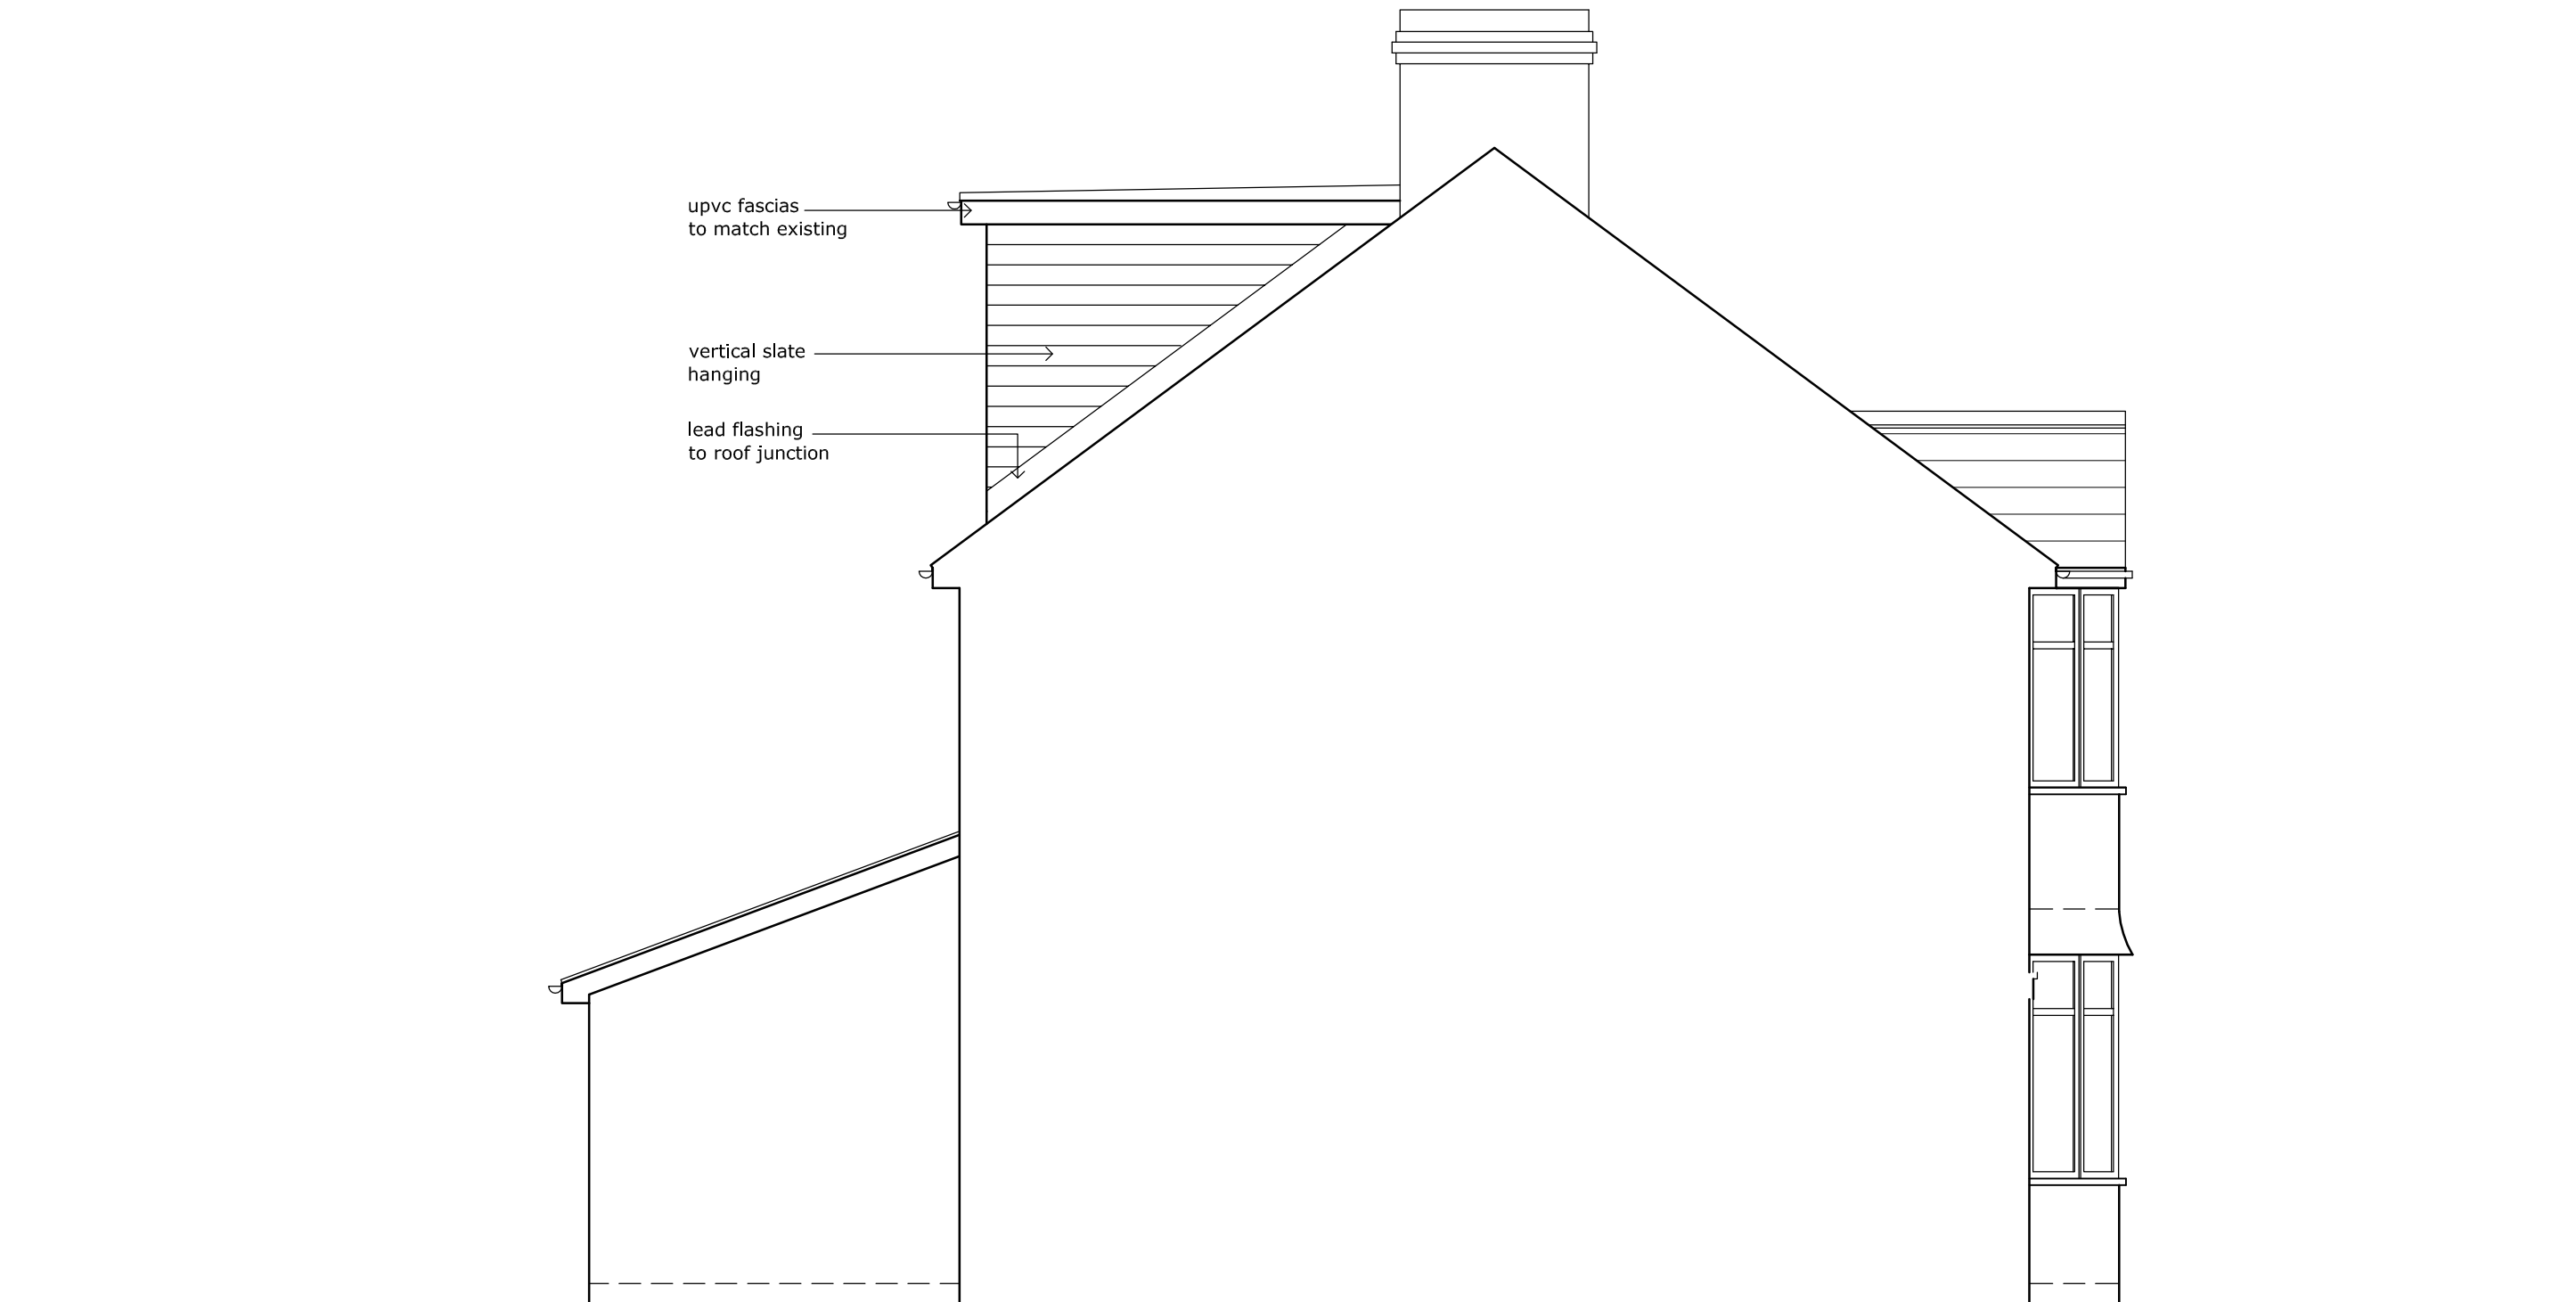 upvc fascias
to match existing
vertical slate
hanging
lead flashing
to roof junction